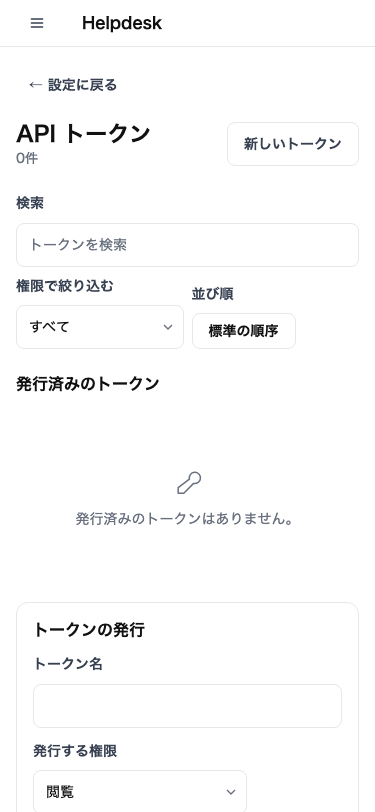 Helpdesk
← 設定に戻る
API トークン
0件
新しいトークン
検索
トークンを検索
権限で絞り込む
並び順
すべて
標準の順序
発行済みのトークン
発行済みのトークンはありません。
トークンの発行
トークン名
発行する権限
閲覧